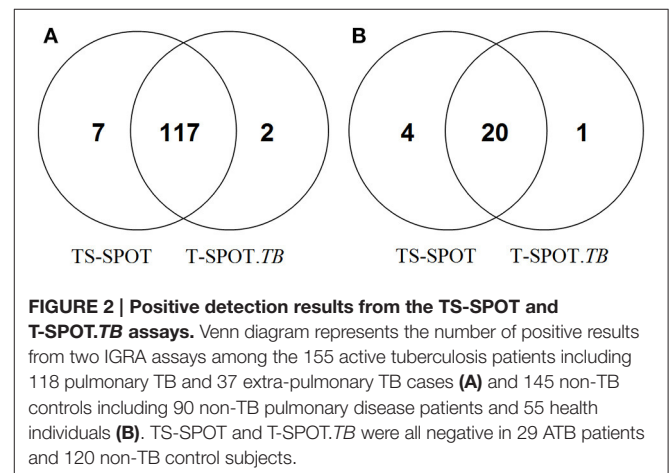 A
B
7 117 2
4 20 1
TS-SPOT T-SPOT.TB
TS-SPOT T-SPOT.TB
FIGURE 2 | Positive detection results from the TS-SPOT and
T-SPOT.TB assays. Venn diagram represents the number of positive results
from two IGRA assays among the 155 active tuberculosis patients including
118 pulmonary TB and 37 extra-pulmonary TB cases (A) and 145 non-TB
controls including 90 non-TB pulmonary disease patients and 55 health
individuals (B). TS-SPOT and T-SPOT.TB were all negative in 29 ATB patients
and 120 non-TB control subjects.